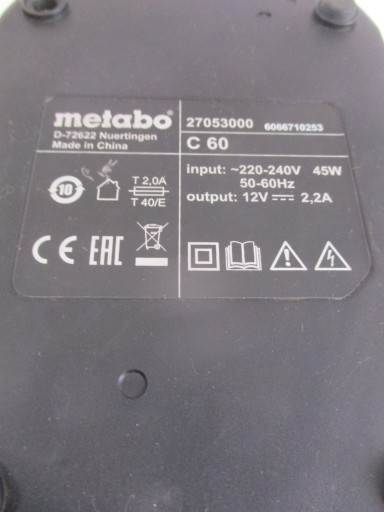 metabo
D-72622 Nuertingen
Made in China
10
T 2,0A
T 40/E
CE EAC
27053000 6066710253
C 60
input: ~220-240V 45W
50-60Hz
output: 12V ⎓ 2,2A